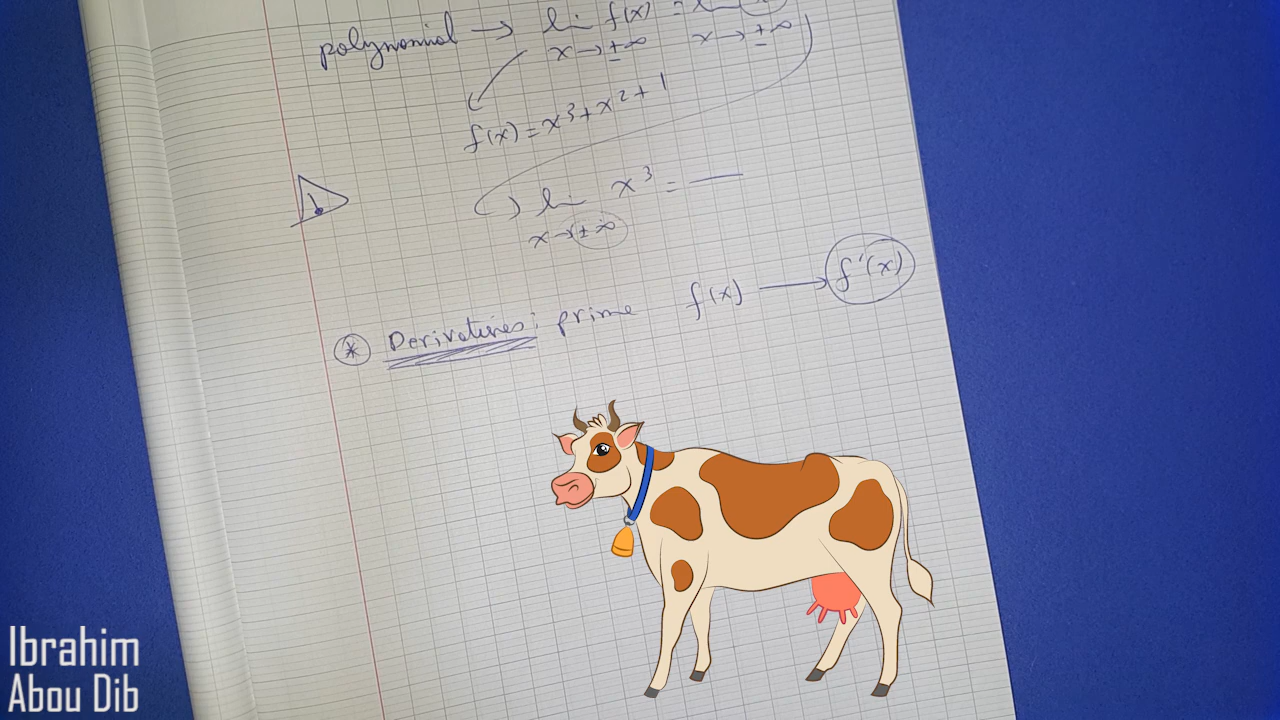 polynomial → lim f(x) =
x → ±∞ x → ±∞
f(x) = x³ + x² + 1
lim x³ = —
x → ±∞
* Derivatives: prime f(x) → f'(x)
Ibrahim
Abou Dib